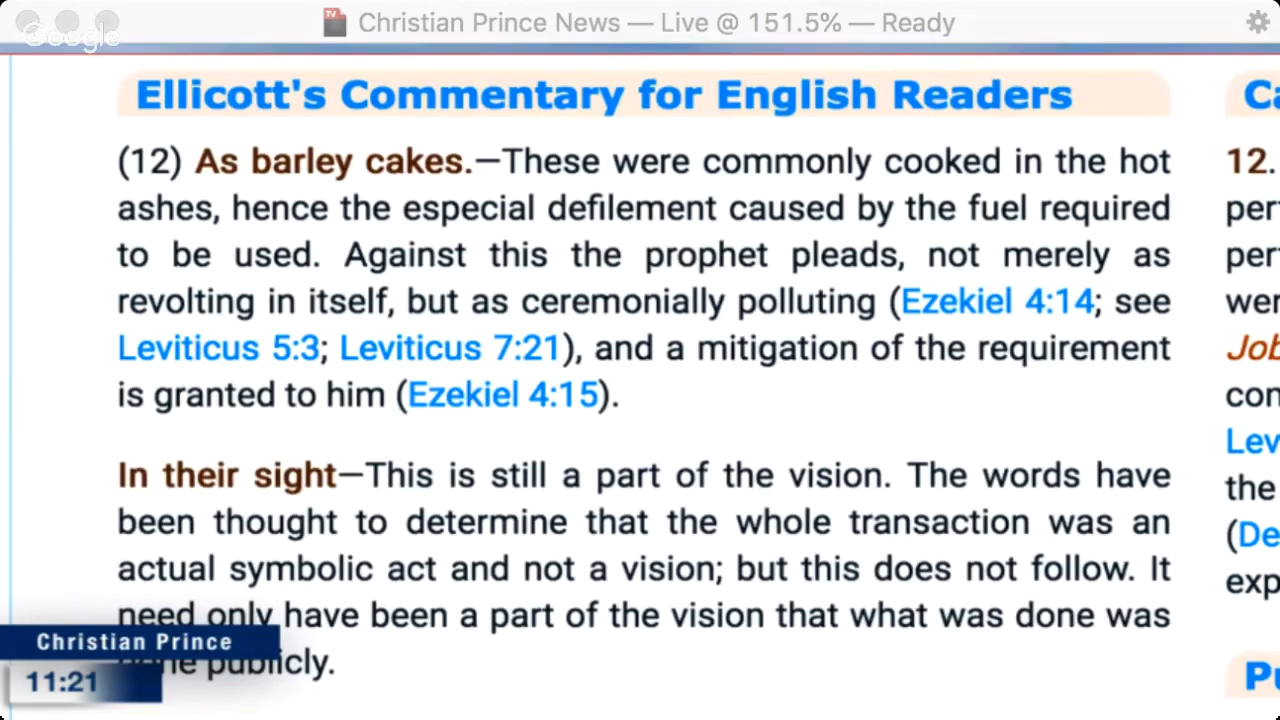 Christian Prince News — Live @ 151.5% — Ready
Google
Ellicott's Commentary for English Readers
(12) As barley cakes.—These were commonly cooked in the hot
ashes, hence the especial defilement caused by the fuel required
to be used. Against this the prophet pleads, not merely as
revolting in itself, but as ceremonially polluting (Ezekiel 4:14; see
Leviticus 5:3; Leviticus 7:21), and a mitigation of the requirement
is granted to him (Ezekiel 4:15).
In their sight—This is still a part of the vision. The words have
been thought to determine that the whole transaction was an
actual symbolic act and not a vision; but this does not follow. It
need only have been a part of the vision that what was done was
publicly.
Christian Prince
11:21
12.
the